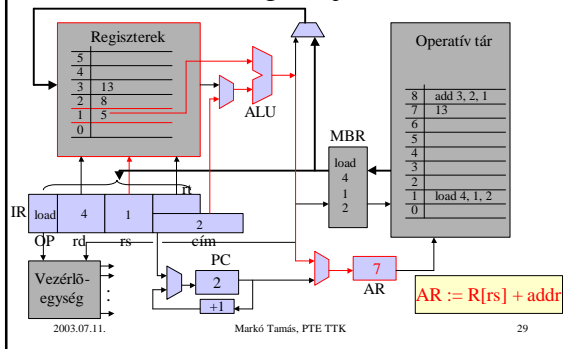 Regiszterek
5
4
3 13
2 8
1 5
0
ALU
Operatív tár
8 add 3, 2, 1
7 13
6
5
4
3
2
1 load 4, 1, 2
0
MBR
load
4
1
2
rt
IR load 4 1
2
OP rd rs cím
Vezérlõ-
egység
PC
2
+1
7
AR
AR := R[rs] + addr
2003.07.11. Markó Tamás, PTE TTK 29